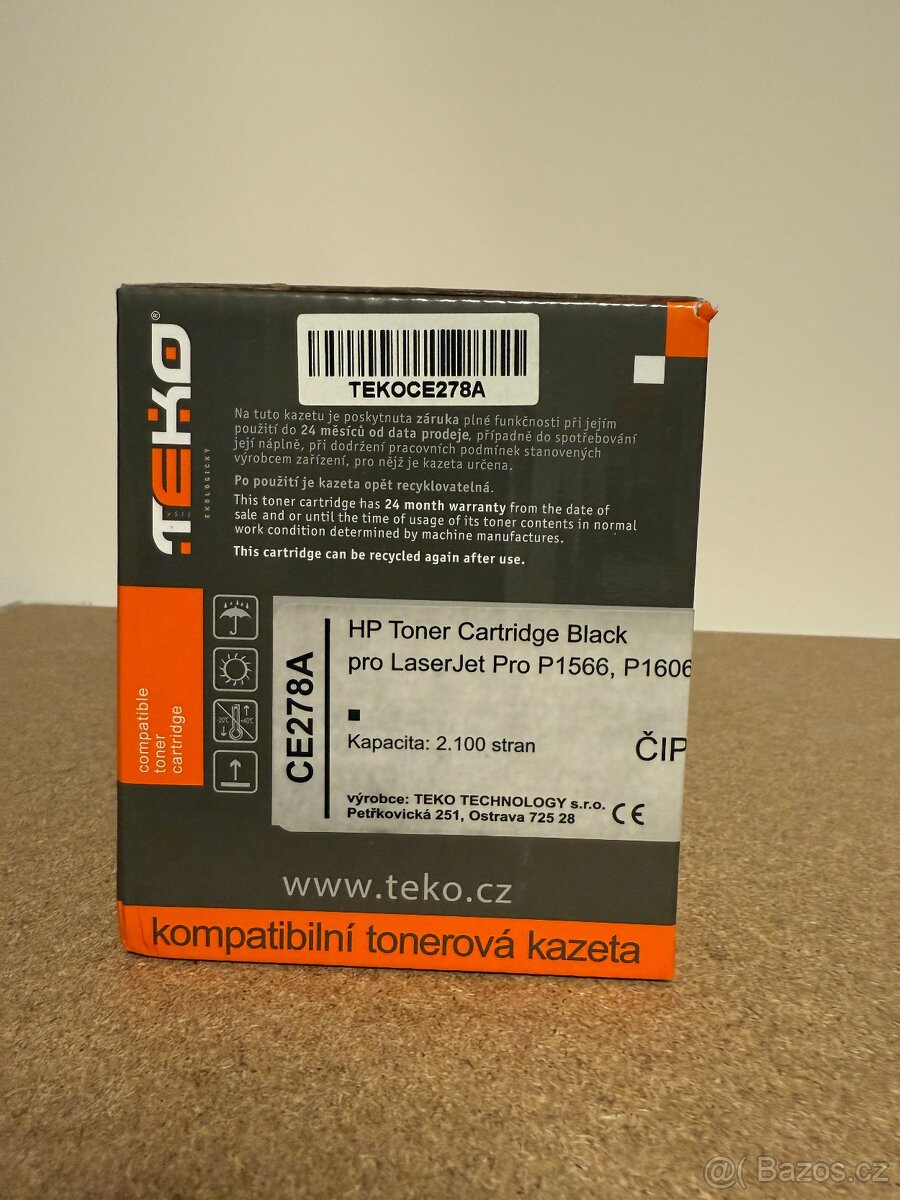 TEKO®
EKOLOGICKÝ
TEKOCE278A
Na tuto kazetu je poskytnuta záruka plné funkčnosti při jejím
použití do 24 měsíců od data prodeje, případně do spotřebování
její náplně, při dodržení pracovních podmínek stanovených
výrobcem zařízení, pro nějž je kazeta určena.
Po použití je kazeta opět recyklovatelná.
This toner cartridge has 24 month warranty from the date of
sale and or until the time of usage of its toner contents in normal
work condition determined by machine manufactures.
This cartridge can be recycled again after use.
compatible
toner
cartridge
-20°C +40°C
CE278A
HP Toner Cartridge Black
pro LaserJet Pro P1566, P1606
Kapacita: 2.100 stran
ČIP
výrobce: TEKO TECHNOLOGY s.r.o.
Petřkovická 251, Ostrava 725 28
CE
www.teko.cz
kompatibilní tonerová kazeta
@( Bazos.cz